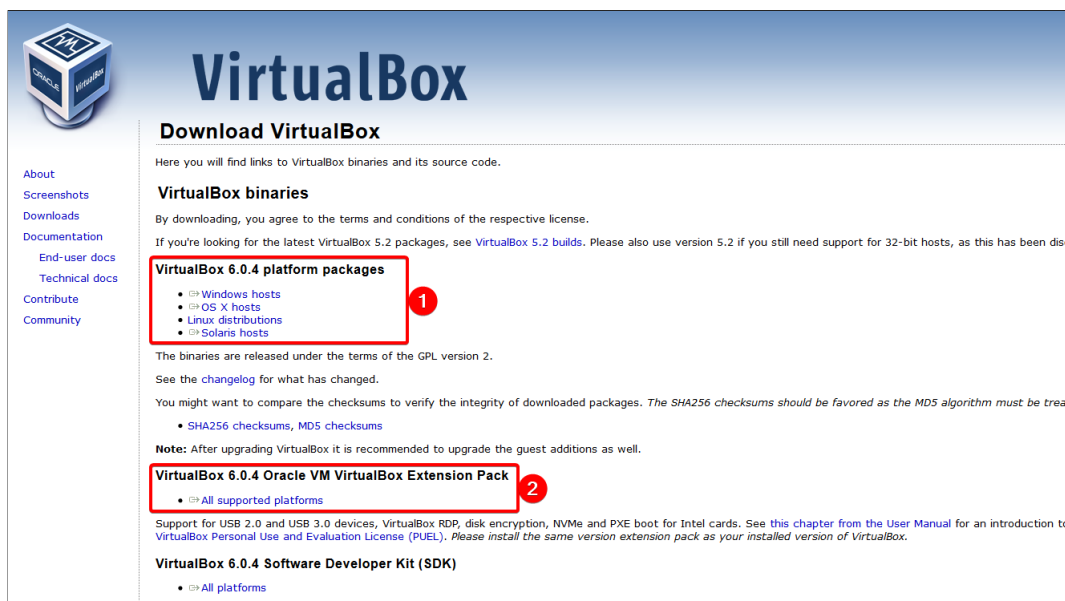 ORACLE
VirtualBox
VirtualBox
Download VirtualBox
Here you will find links to VirtualBox binaries and its source code.
About
Screenshots
Downloads
Documentation
End-user docs
Technical docs
Contribute
Community
VirtualBox binaries
By downloading, you agree to the terms and conditions of the respective license.
If you're looking for the latest VirtualBox 5.2 packages, see VirtualBox 5.2 builds. Please also use version 5.2 if you still need support for 32-bit hosts, as this has been dis
VirtualBox 6.0.4 platform packages
• Windows hosts
• OS X hosts
• Linux distributions
• Solaris hosts
1
The binaries are released under the terms of the GPL version 2.
See the changelog for what has changed.
You might want to compare the checksums to verify the integrity of downloaded packages. The SHA256 checksums should be favored as the MD5 algorithm must be trea
• SHA256 checksums, MD5 checksums
Note: After upgrading VirtualBox it is recommended to upgrade the guest additions as well.
VirtualBox 6.0.4 Oracle VM VirtualBox Extension Pack
• All supported platforms
2
Support for USB 2.0 and USB 3.0 devices, VirtualBox RDP, disk encryption, NVMe and PXE boot for Intel cards. See this chapter from the User Manual for an introduction to
VirtualBox Personal Use and Evaluation License (PUEL). Please install the same version extension pack as your installed version of VirtualBox.
VirtualBox 6.0.4 Software Developer Kit (SDK)
• All platforms